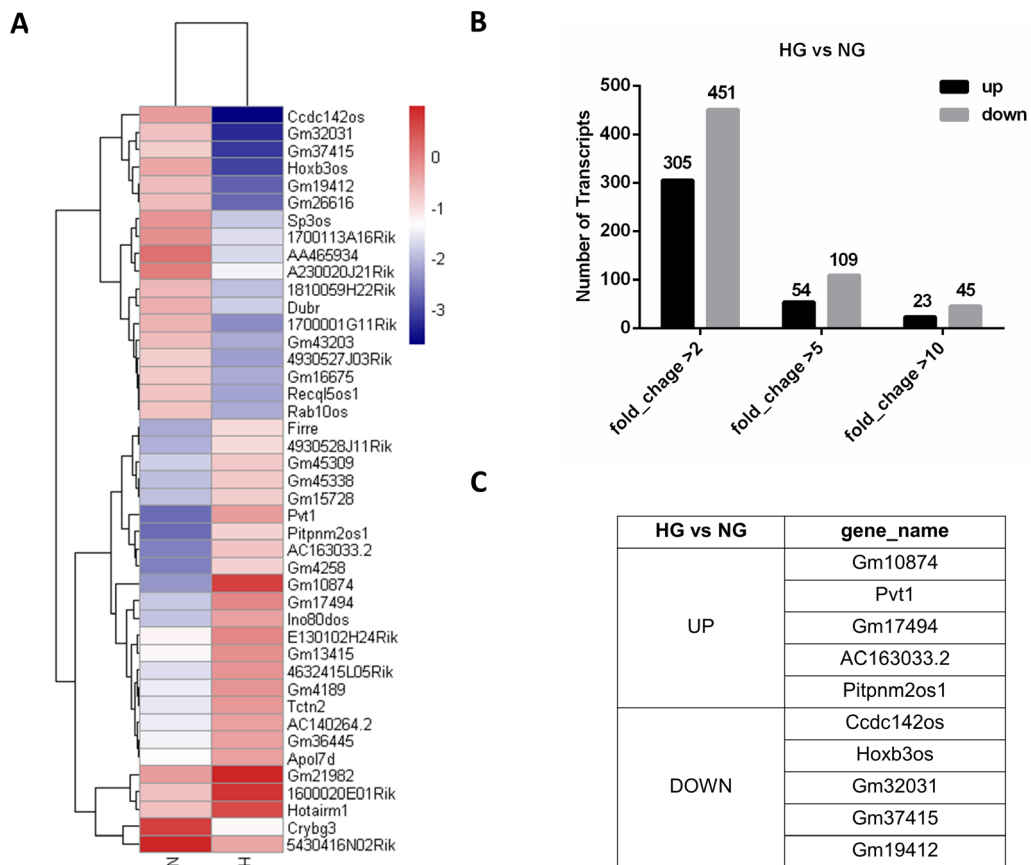 A
Ccdc142os
Gm32031
Gm37415
Hoxb3os
Gm19412
Gm26616
Sp3os
1700113A16Rik
AA465934
A230020J21Rik
1810059H22Rik
Dubr
1700001G11Rik
Gm43203
4930527J03Rik
Gm16675
Recql5os1
Rab10os
Firre
4930528J11Rik
Gm45309
Gm45338
Gm15728
Pvt1
Pitpnm2os1
AC163033.2
Gm4258
Gm10874
Gm17494
Ino80dos
E130102H24Rik
Gm13415
4632415L05Rik
Gm4189
Tctn2
AC140264.2
Gm36445
Apol7d
Gm21982
1600020E01Rik
Hotairm1
Crybg3
5430416N02Rik
N
H
0
-1
-2
-3
B
HG vs NG
up
down
Number of Transcripts
500
400
300
200
100
0
305
451
54
109
23
45
fold_chage >2
fold_chage >5
fold_chage >10
C
HG vs NG
gene_name
UP
Gm10874
Pvt1
Gm17494
AC163033.2
Pitpnm2os1
DOWN
Ccdc142os
Hoxb3os
Gm32031
Gm37415
Gm19412